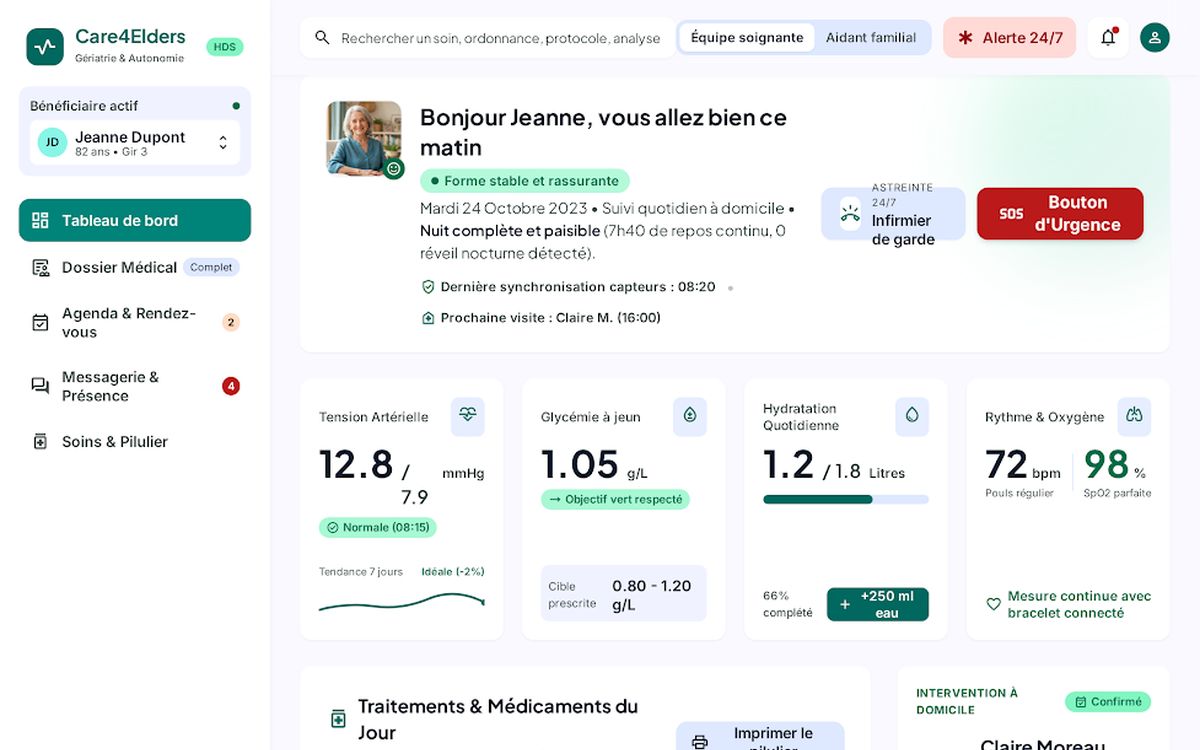 Care4Elders
Gériatrie & Autonomie
HDS
Bénéficiaire actif
JD
Jeanne Dupont
82 ans • Gir 3
Tableau de bord
Dossier Médical
Complet
Agenda & Rendez-
vous
2
Messagerie &
Présence
4
Soins & Pilulier
Rechercher un soin, ordonnance, protocole, analyse
Équipe soignante
Aidant familial
Alerte 24/7
Bonjour Jeanne, vous allez bien ce
matin
Forme stable et rassurante
Mardi 24 Octobre 2023 • Suivi quotidien à domicile •
Nuit complète et paisible (7h40 de repos continu, 0
réveil nocturne détecté).
Dernière synchronisation capteurs : 08:20
Prochaine visite : Claire M. (16:00)
ASTREINTE
24/7
Infirmier
de garde
SOS
Bouton
d'Urgence
Tension Artérielle
12.8 /
7.9
mmHg
Normale (08:15)
Tendance 7 jours
Idéale (-2%)
Glycémie à jeun
1.05 g/L
→ Objectif vert respecté
Cible
prescrite
0.80 - 1.20
g/L
Hydratation
Quotidienne
1.2 / 1.8 Litres
66%
complété
+250 ml
eau
Rythme & Oxygène
72 bpm
Pouls régulier
98 %
SpO2 parfaite
Mesure continue avec
bracelet connecté
Traitements & Médicaments du
Jour
Imprimer le
pilulier
INTERVENTION À
DOMICILE
Confirmé
Claire Moreau